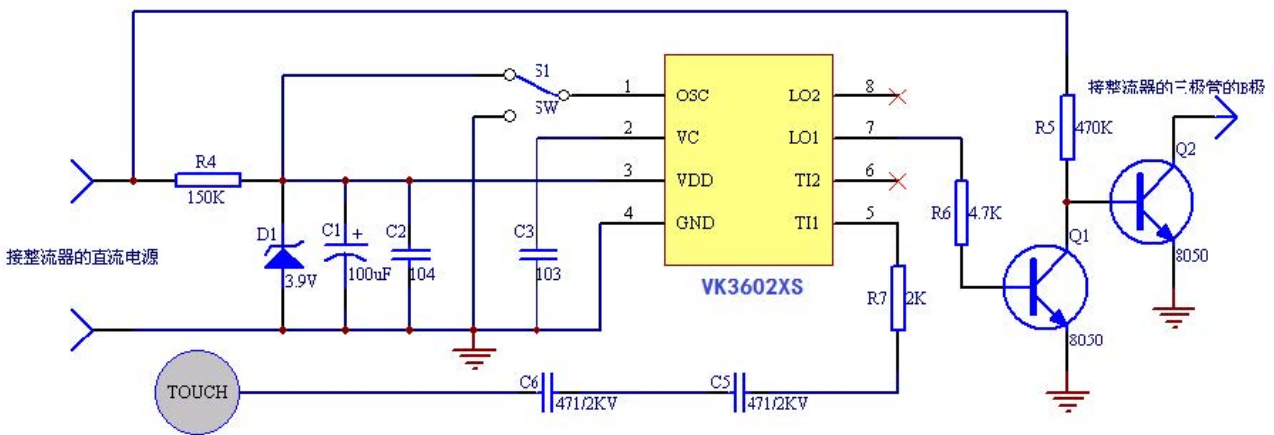 S1
SW
1
OSC
LO2
8
接整流器的三极管的B极
2
VC
LO1
7
R5
470K
Q2
R4
150K
3
VDD
TI2
6
D1
3.9V
C1
+
100uF
C2
104
C3
103
4
GND
TI1
5
R6
4.7K
Q1
8050
接整流器的直流电源
VK3602XS
R7
2K
8050
TOUCH
C6
471/2KV
C5
471/2KV